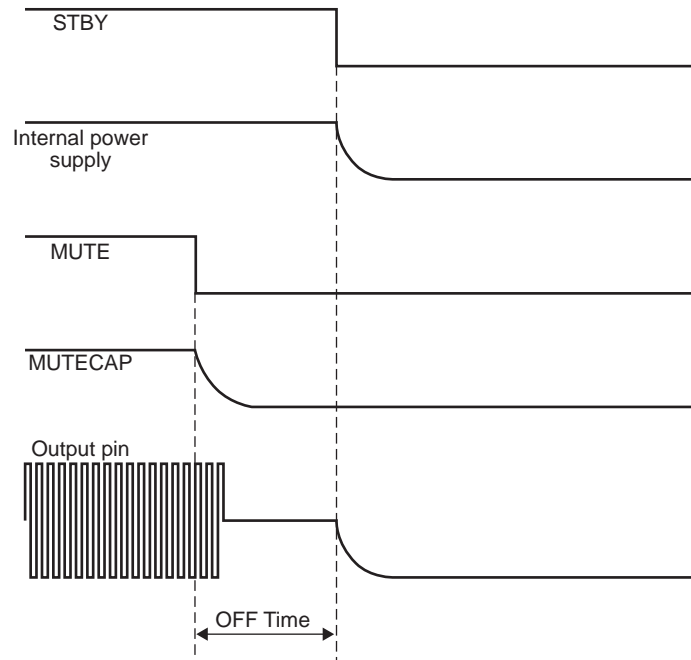 STBY
Internal power
supply
MUTE
MUTECAP
Output pin
OFF Time